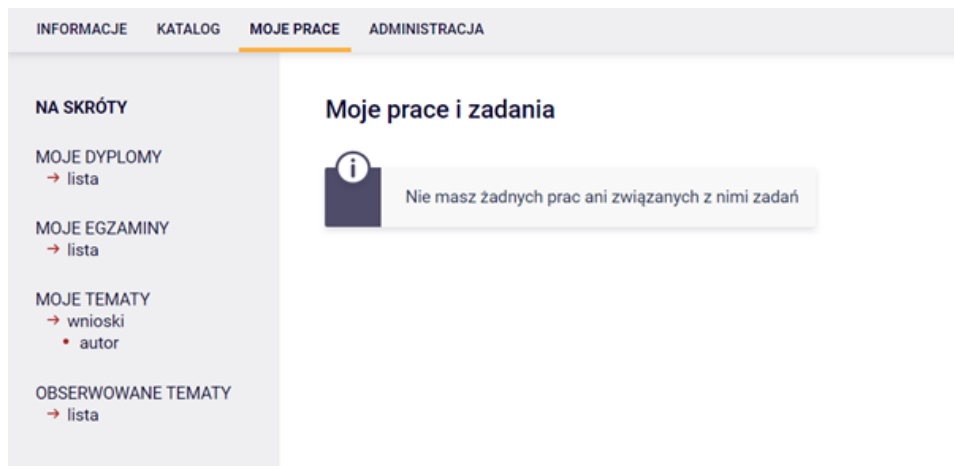 INFORMACJE KATALOG MOJE PRACE ADMINISTRACJA
NA SKRÓTY
MOJE DYPLOMY
→ lista
MOJE EGZAMINY
→ lista
MOJE TEMATY
→ wnioski
• autor
OBSERWOWANE TEMATY
→ lista
Moje prace i zadania
i
Nie masz żadnych prac ani związanych z nimi zadań